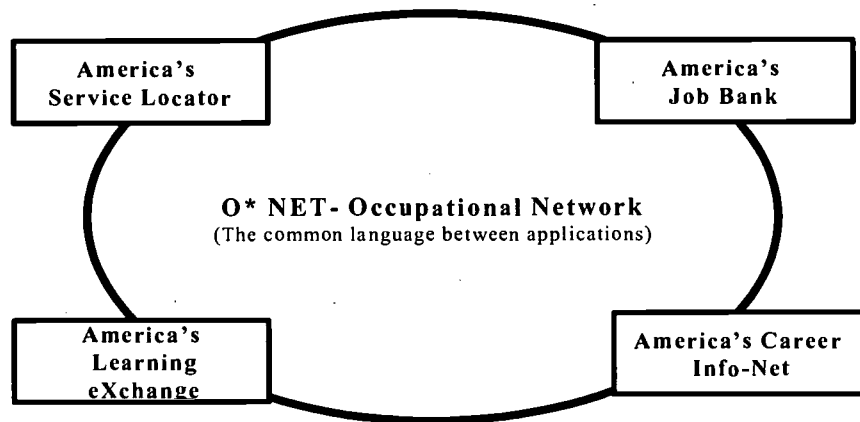 America's
Service Locator
America's
Job Bank
O* NET- Occupational Network
(The common language between applications)
America's
Learning
eXchange
America's Career
Info-Net